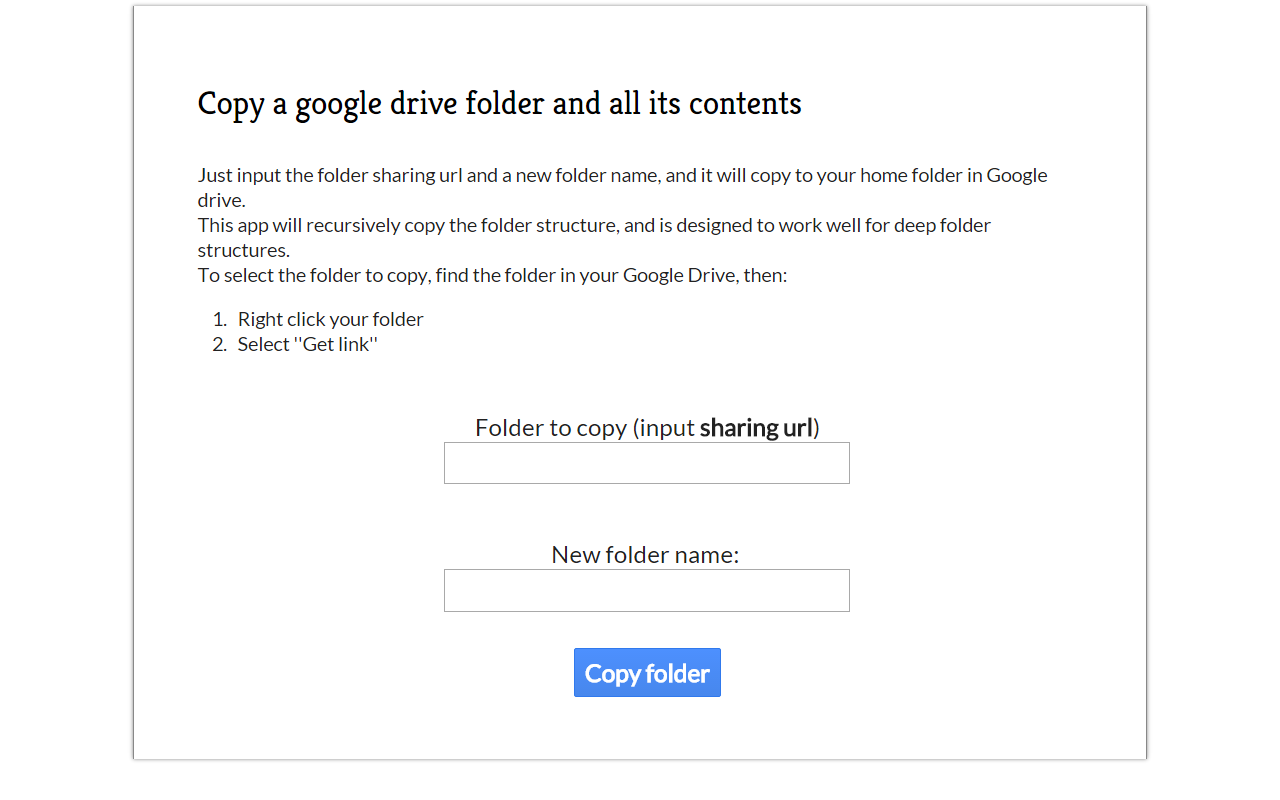 Copy a google drive folder and all its contents
Just input the folder sharing url and a new folder name, and it will copy to your home folder in Google
drive.
This app will recursively copy the folder structure, and is designed to work well for deep folder
structures.
To select the folder to copy, find the folder in your Google Drive, then:
1. Right click your folder
2. Select ''Get link''
Folder to copy (input sharing url)
New folder name:
Copy folder